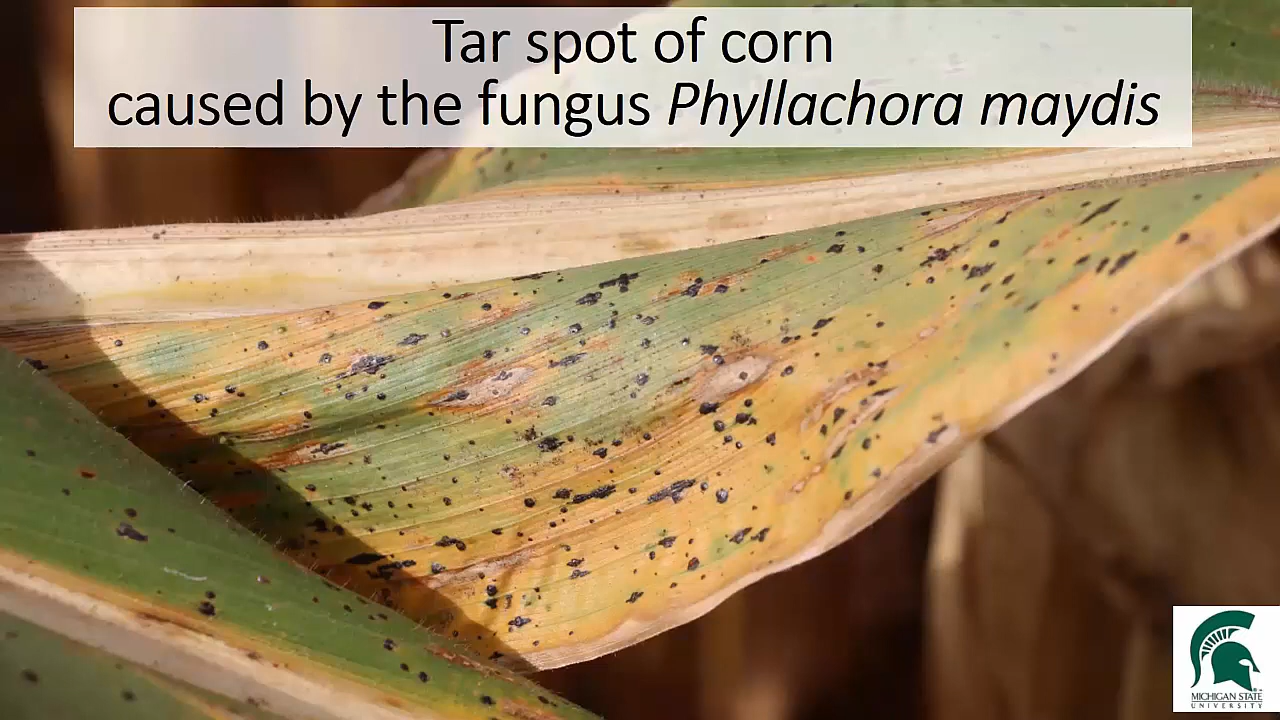 Tar spot of corn
caused by the fungus Phyllachora maydis
MICHIGAN STATE
UNIVERSITY